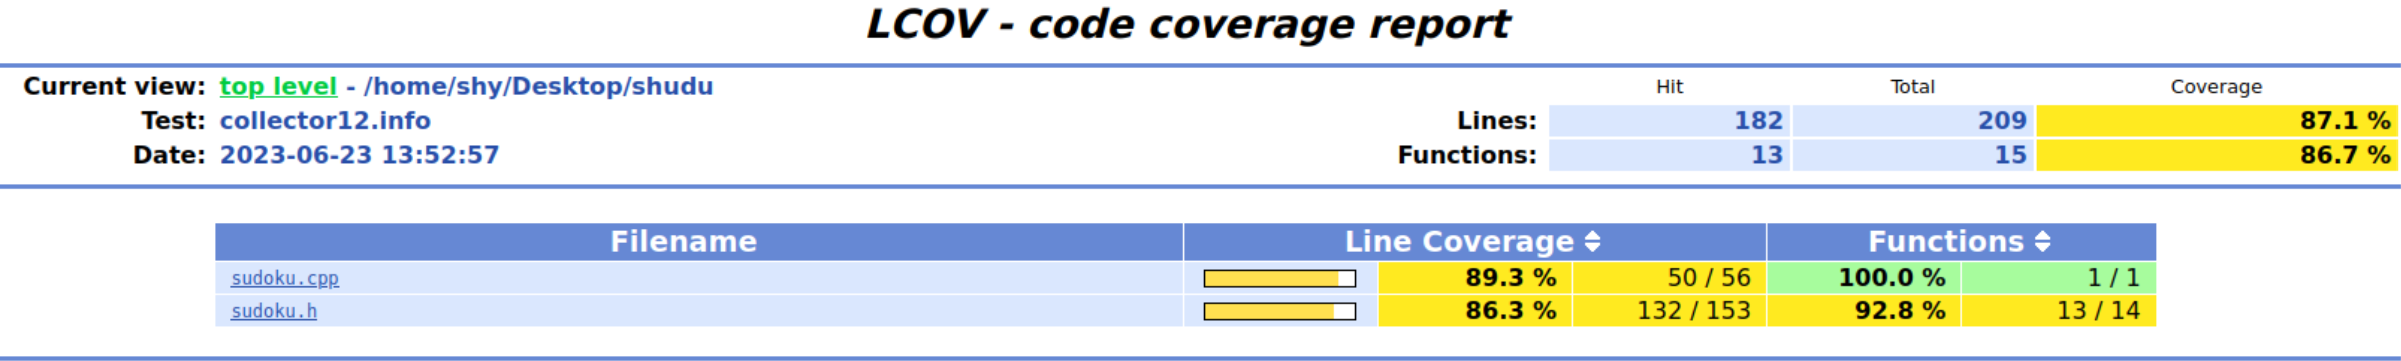 LCOV - code coverage report
Current view: top level - /home/shy/Desktop/shudu Hit Total Coverage
Test: collector12.info Lines: 182 209 87.1 %
Date: 2023-06-23 13:52:57 Functions: 13 15 86.7 %
Filename Line Coverage Functions
sudoku.cpp 89.3 % 50 / 56 100.0 % 1 / 1
sudoku.h 86.3 % 132 / 153 92.8 % 13 / 14